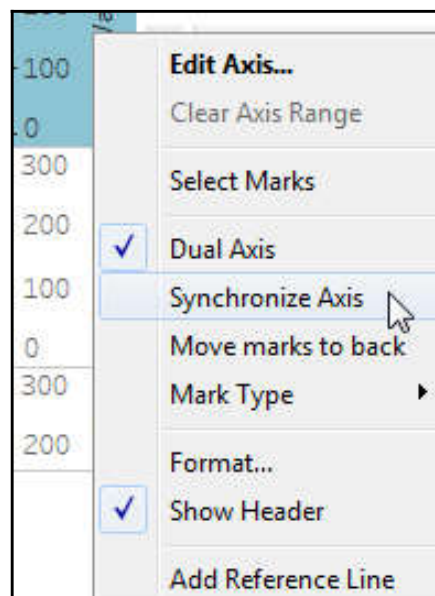 100
0
300
200
100
0
300
200
Edit Axis...
Clear Axis Range
Select Marks
Dual Axis
Synchronize Axis
Move marks to back
Mark Type
Format...
Show Header
Add Reference Line